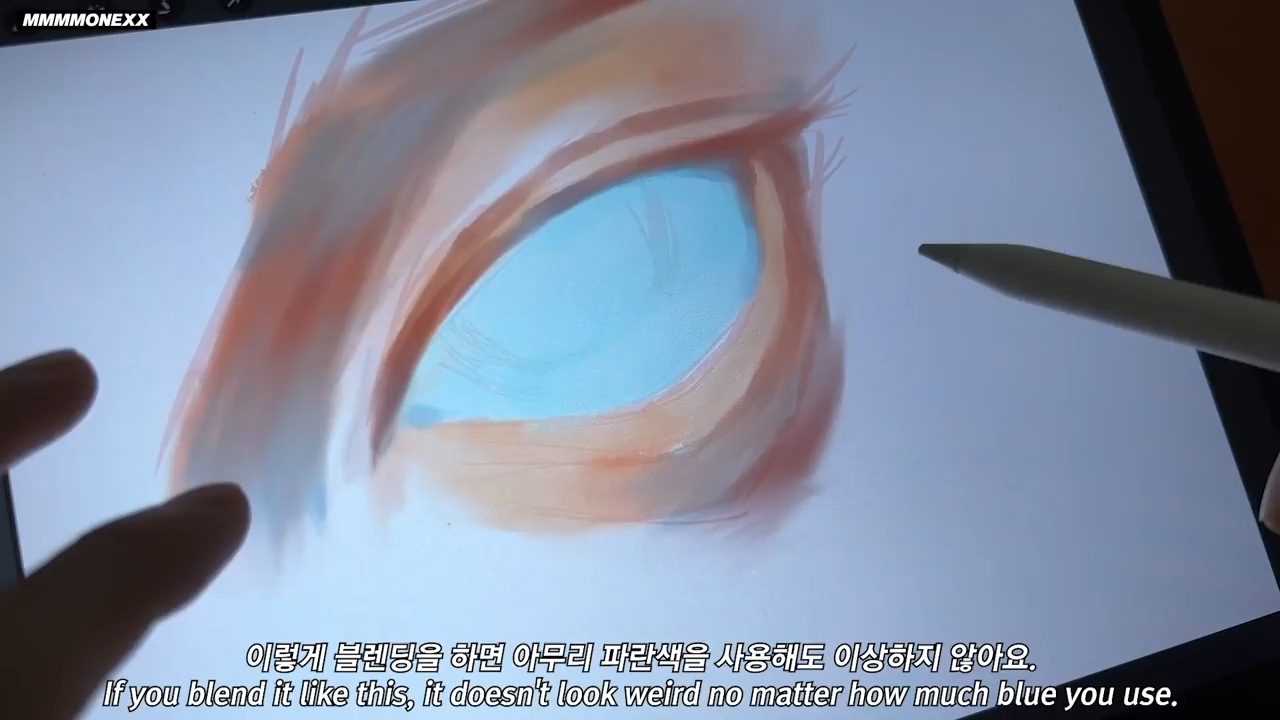 MMMMONEXX
이렇게 블렌딩을 하면 아무리 파란색을 사용해도 이상하지 않아요.
If you blend it like this, it doesn't look weird no matter how much blue you use.